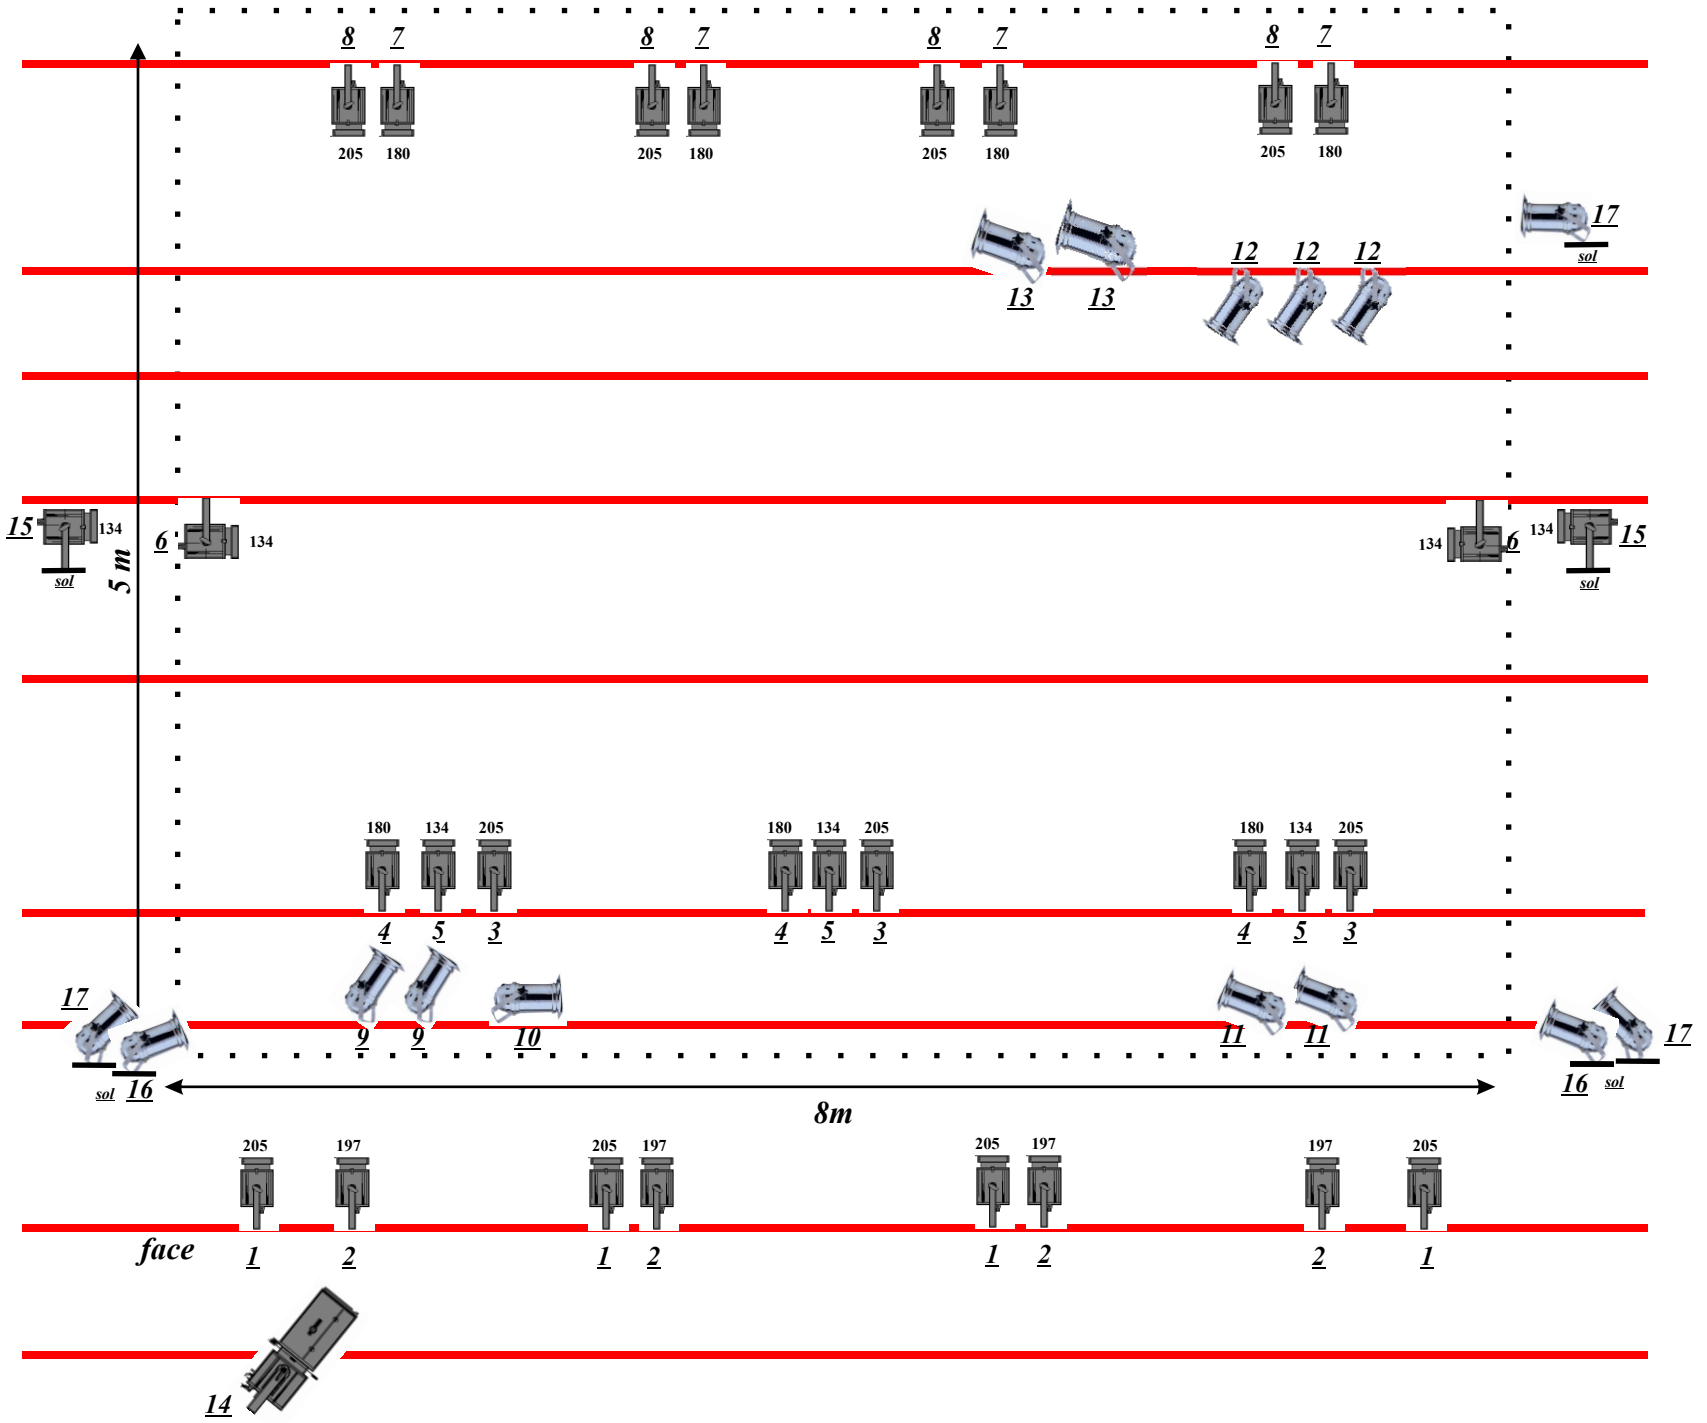 8 7 8 7 8 7 8 7
205 180 205 180 205 180 205 180
17
sol
12 12 12
13 13
15 134 6 134 134 6 134 15
sol sol
5 m
180 134 205 180 134 205 180 134 205
4 5 3 4 5 3 4 5 3
17 17
9 9 10 11 11
sol 16 16 sol
8m
205 197 205 197 205 197 197 205
face 1 2 1 2 1 2 2 1
14